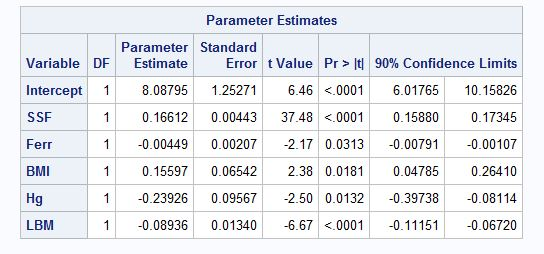 Parameter Estimates
Variable DF Parameter Estimate Standard Error t Value Pr > |t| 90% Confidence Limits
Intercept 1 8.08795 1.25271 6.46 <.0001 6.01765 10.15826
SSF 1 0.16612 0.00443 37.48 <.0001 0.15880 0.17345
Ferr 1 -0.00449 0.00207 -2.17 0.0313 -0.00791 -0.00107
BMI 1 0.15597 0.06542 2.38 0.0181 0.04785 0.26410
Hg 1 -0.23926 0.09567 -2.50 0.0132 -0.39738 -0.08114
LBM 1 -0.08936 0.01340 -6.67 <.0001 -0.11151 -0.06720